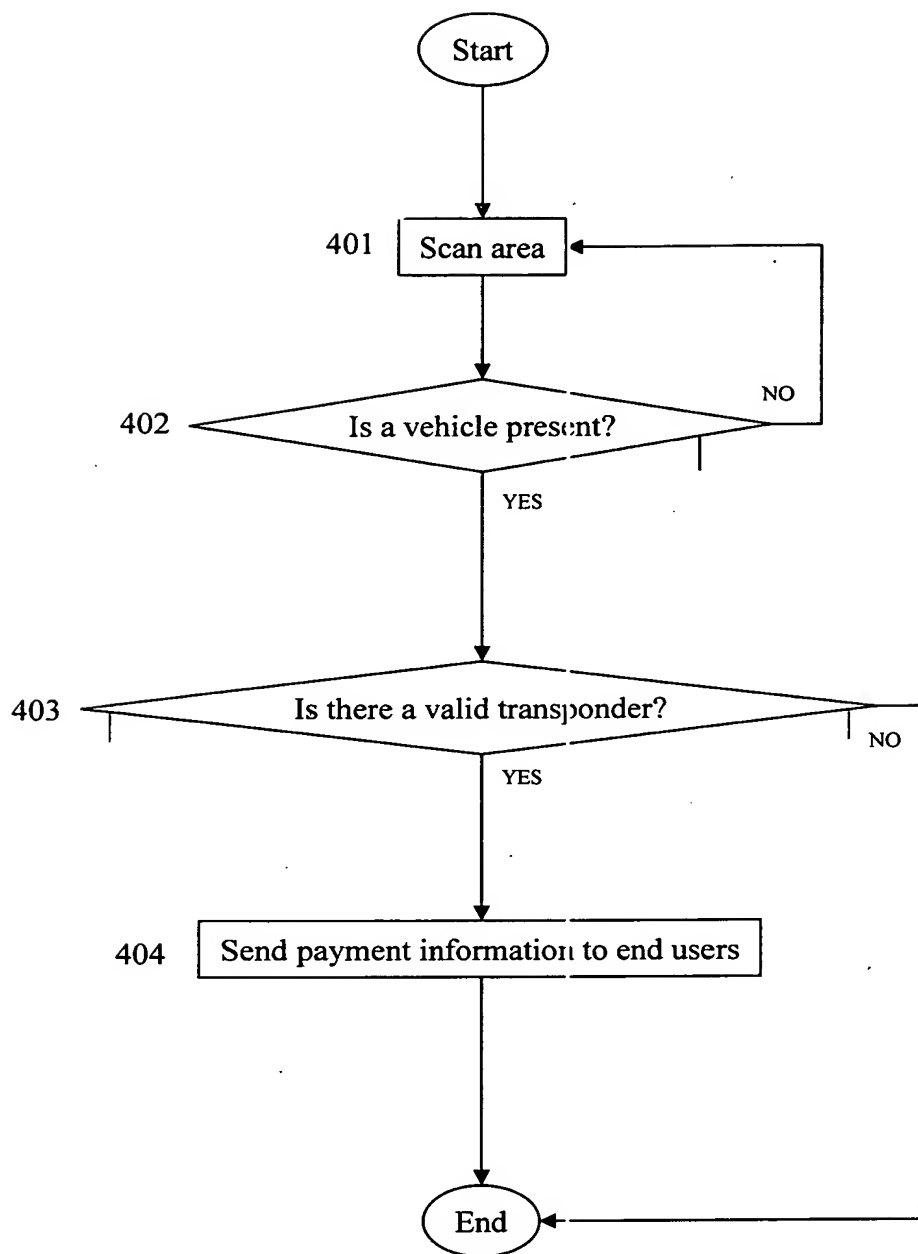 Start
401 Scan area
NO
402 Is a vehicle present?
YES
403 Is there a valid transponder?
NO
YES
404 Send payment information to end users
End